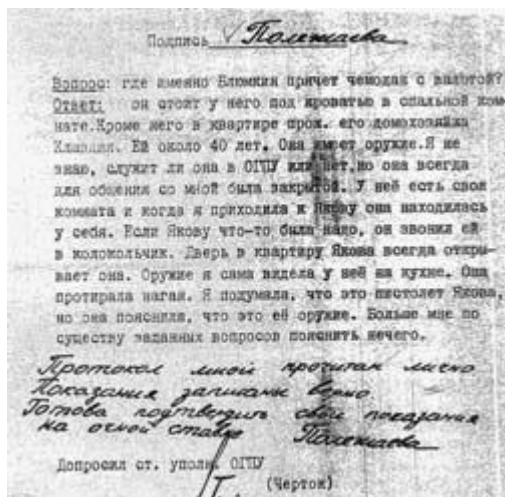 Подпись Полежаева
Вопрос: где именно Блюмкин прячет чемодан с валютой?
Ответ: он стоит у него под кроватью в спальной ком-
нате.Кроме него в квартире прож. его домохозяйка
Клавдия. Ей около 40 лет. Она имеет оружие.Я не
знаю, служит ли она в ОГПУ или нет,но она всегда
для общения со мной была закрытой. У неё есть своя
комната и когда я приходила к Якову она находилась
у себя. Если Якову что-то было надо, он звонил ей
в колокольчик. Дверь в квартиру Якова всегда откры-
вает она. Оружие я сама видела у неё на кухне. Она
протирала наган. Я подумала, что это пистолет Якова,
но она пояснила, что это её оружие. Больше мне по
существу заданных вопросов пояснить нечего.
Протокол мной прочитан лично
Показания записаны верно
Готова подтвердить свои показания
на очной ставке Полежаева
Допросил ст. уполн. ОГПУ
(Черток)